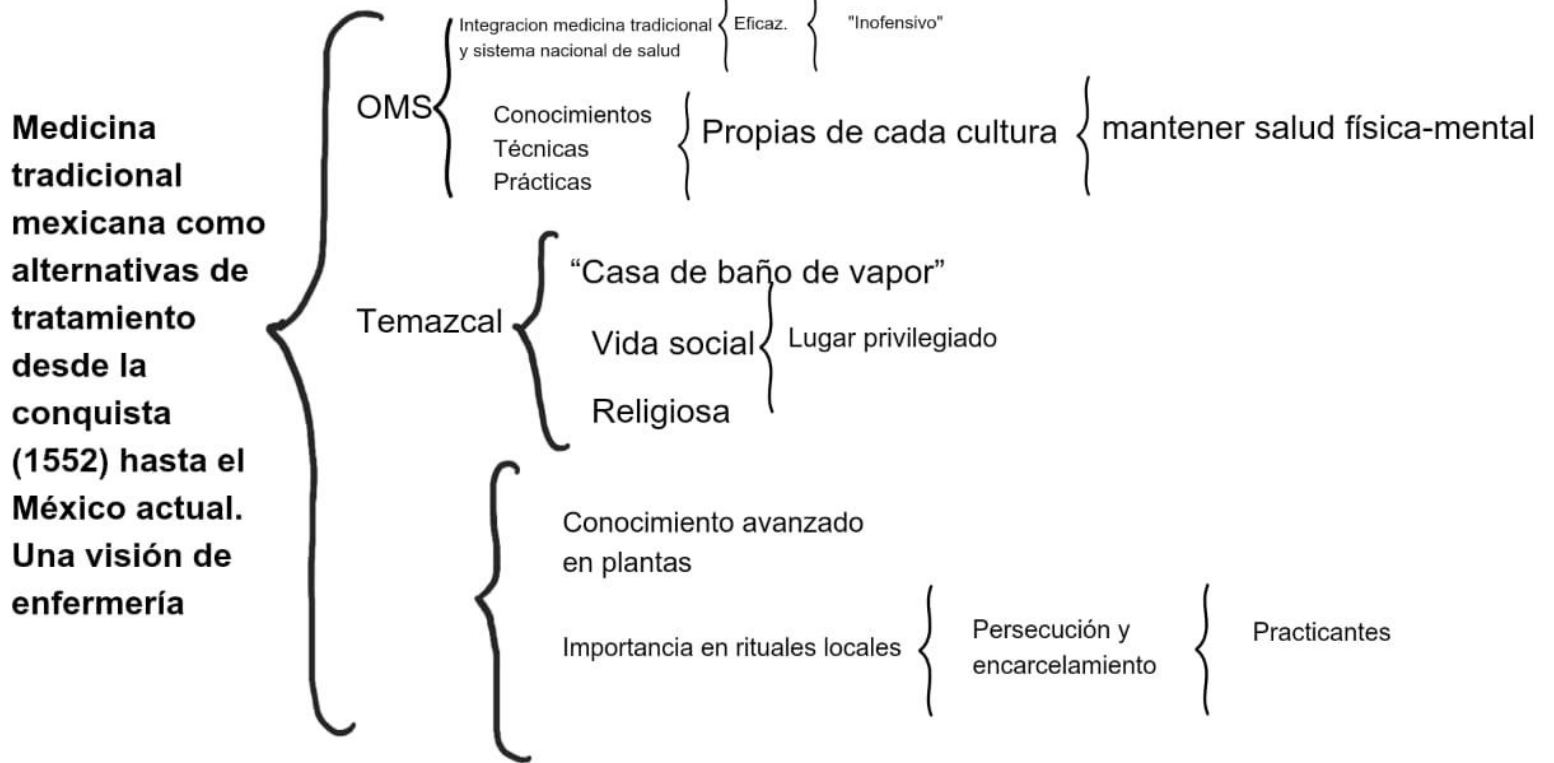 Medicina
tradicional
mexicana como
alternativas de
tratamiento
desde la
conquista
(1552) hasta el
México actual.
Una visión de
enfermería
OMS
Integracion medicina tradicional
y sistema nacional de salud
Eficaz.
"Inofensivo"
Conocimientos
Técnicas
Prácticas
Propias de cada cultura
mantener salud física-mental
Temazcal
“Casa de baño de vapor”
Vida social
Religiosa
Lugar privilegiado
Conocimiento avanzado
en plantas
Importancia en rituales locales
Persecución y
encarcelamiento
Practicantes